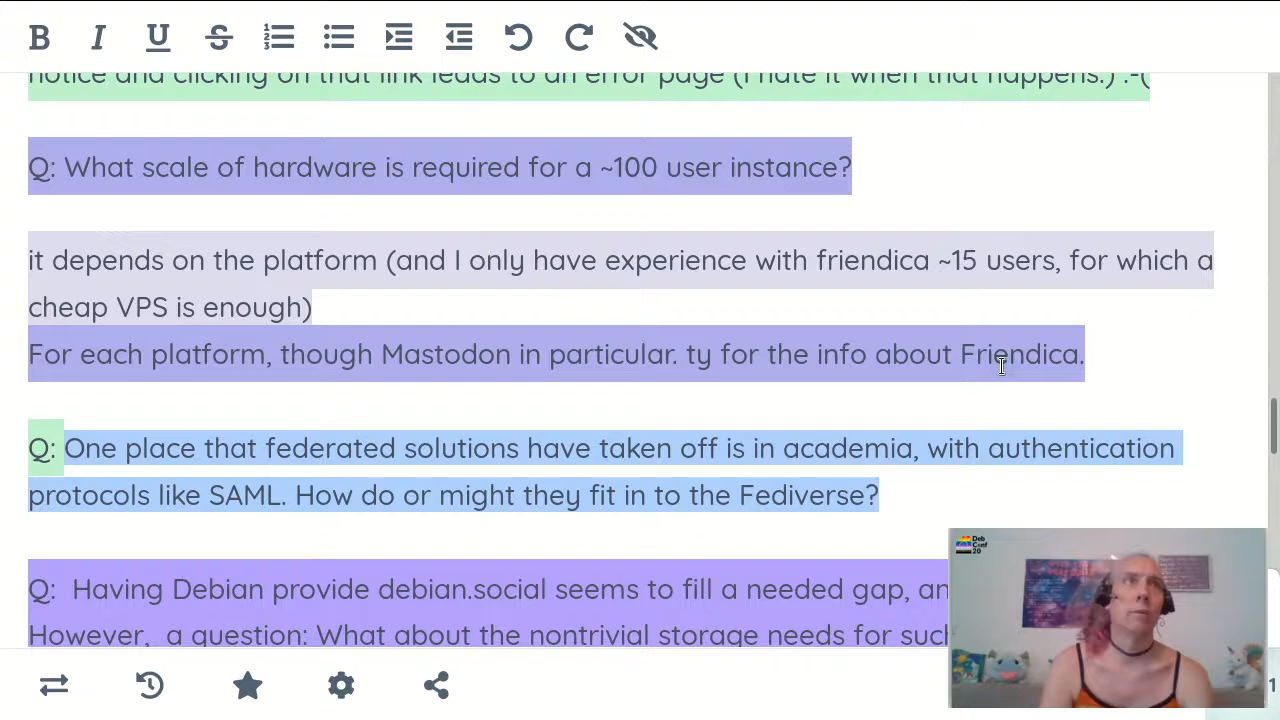 B I U S
notice and clicking on that link leads to an error page (I hate it when that happens.) :-(
Q: What scale of hardware is required for a ~100 user instance?
it depends on the platform (and I only have experience with friendica ~15 users, for which a
cheap VPS is enough)
For each platform, though Mastodon in particular. ty for the info about Friendica.
Q: One place that federated solutions have taken off is in academia, with authentication
protocols like SAML. How do or might they fit in to the Fediverse?
Q:  Having Debian provide debian.social seems to fill a needed gap, an
However,  a question: What about the nontrivial storage needs for such
Deb
Conf
20
1